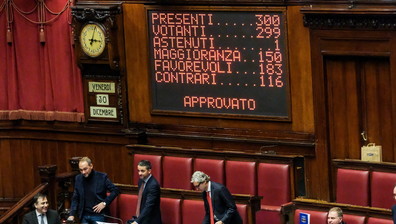 PRESENTI........300
VOTANTI.........299
ASTENUTI........1
MAGGIORANZA.....150
FAVOREVOLI......183
CONTRARI........116
APPROVATO
VENERDI
30
DICEMBRE